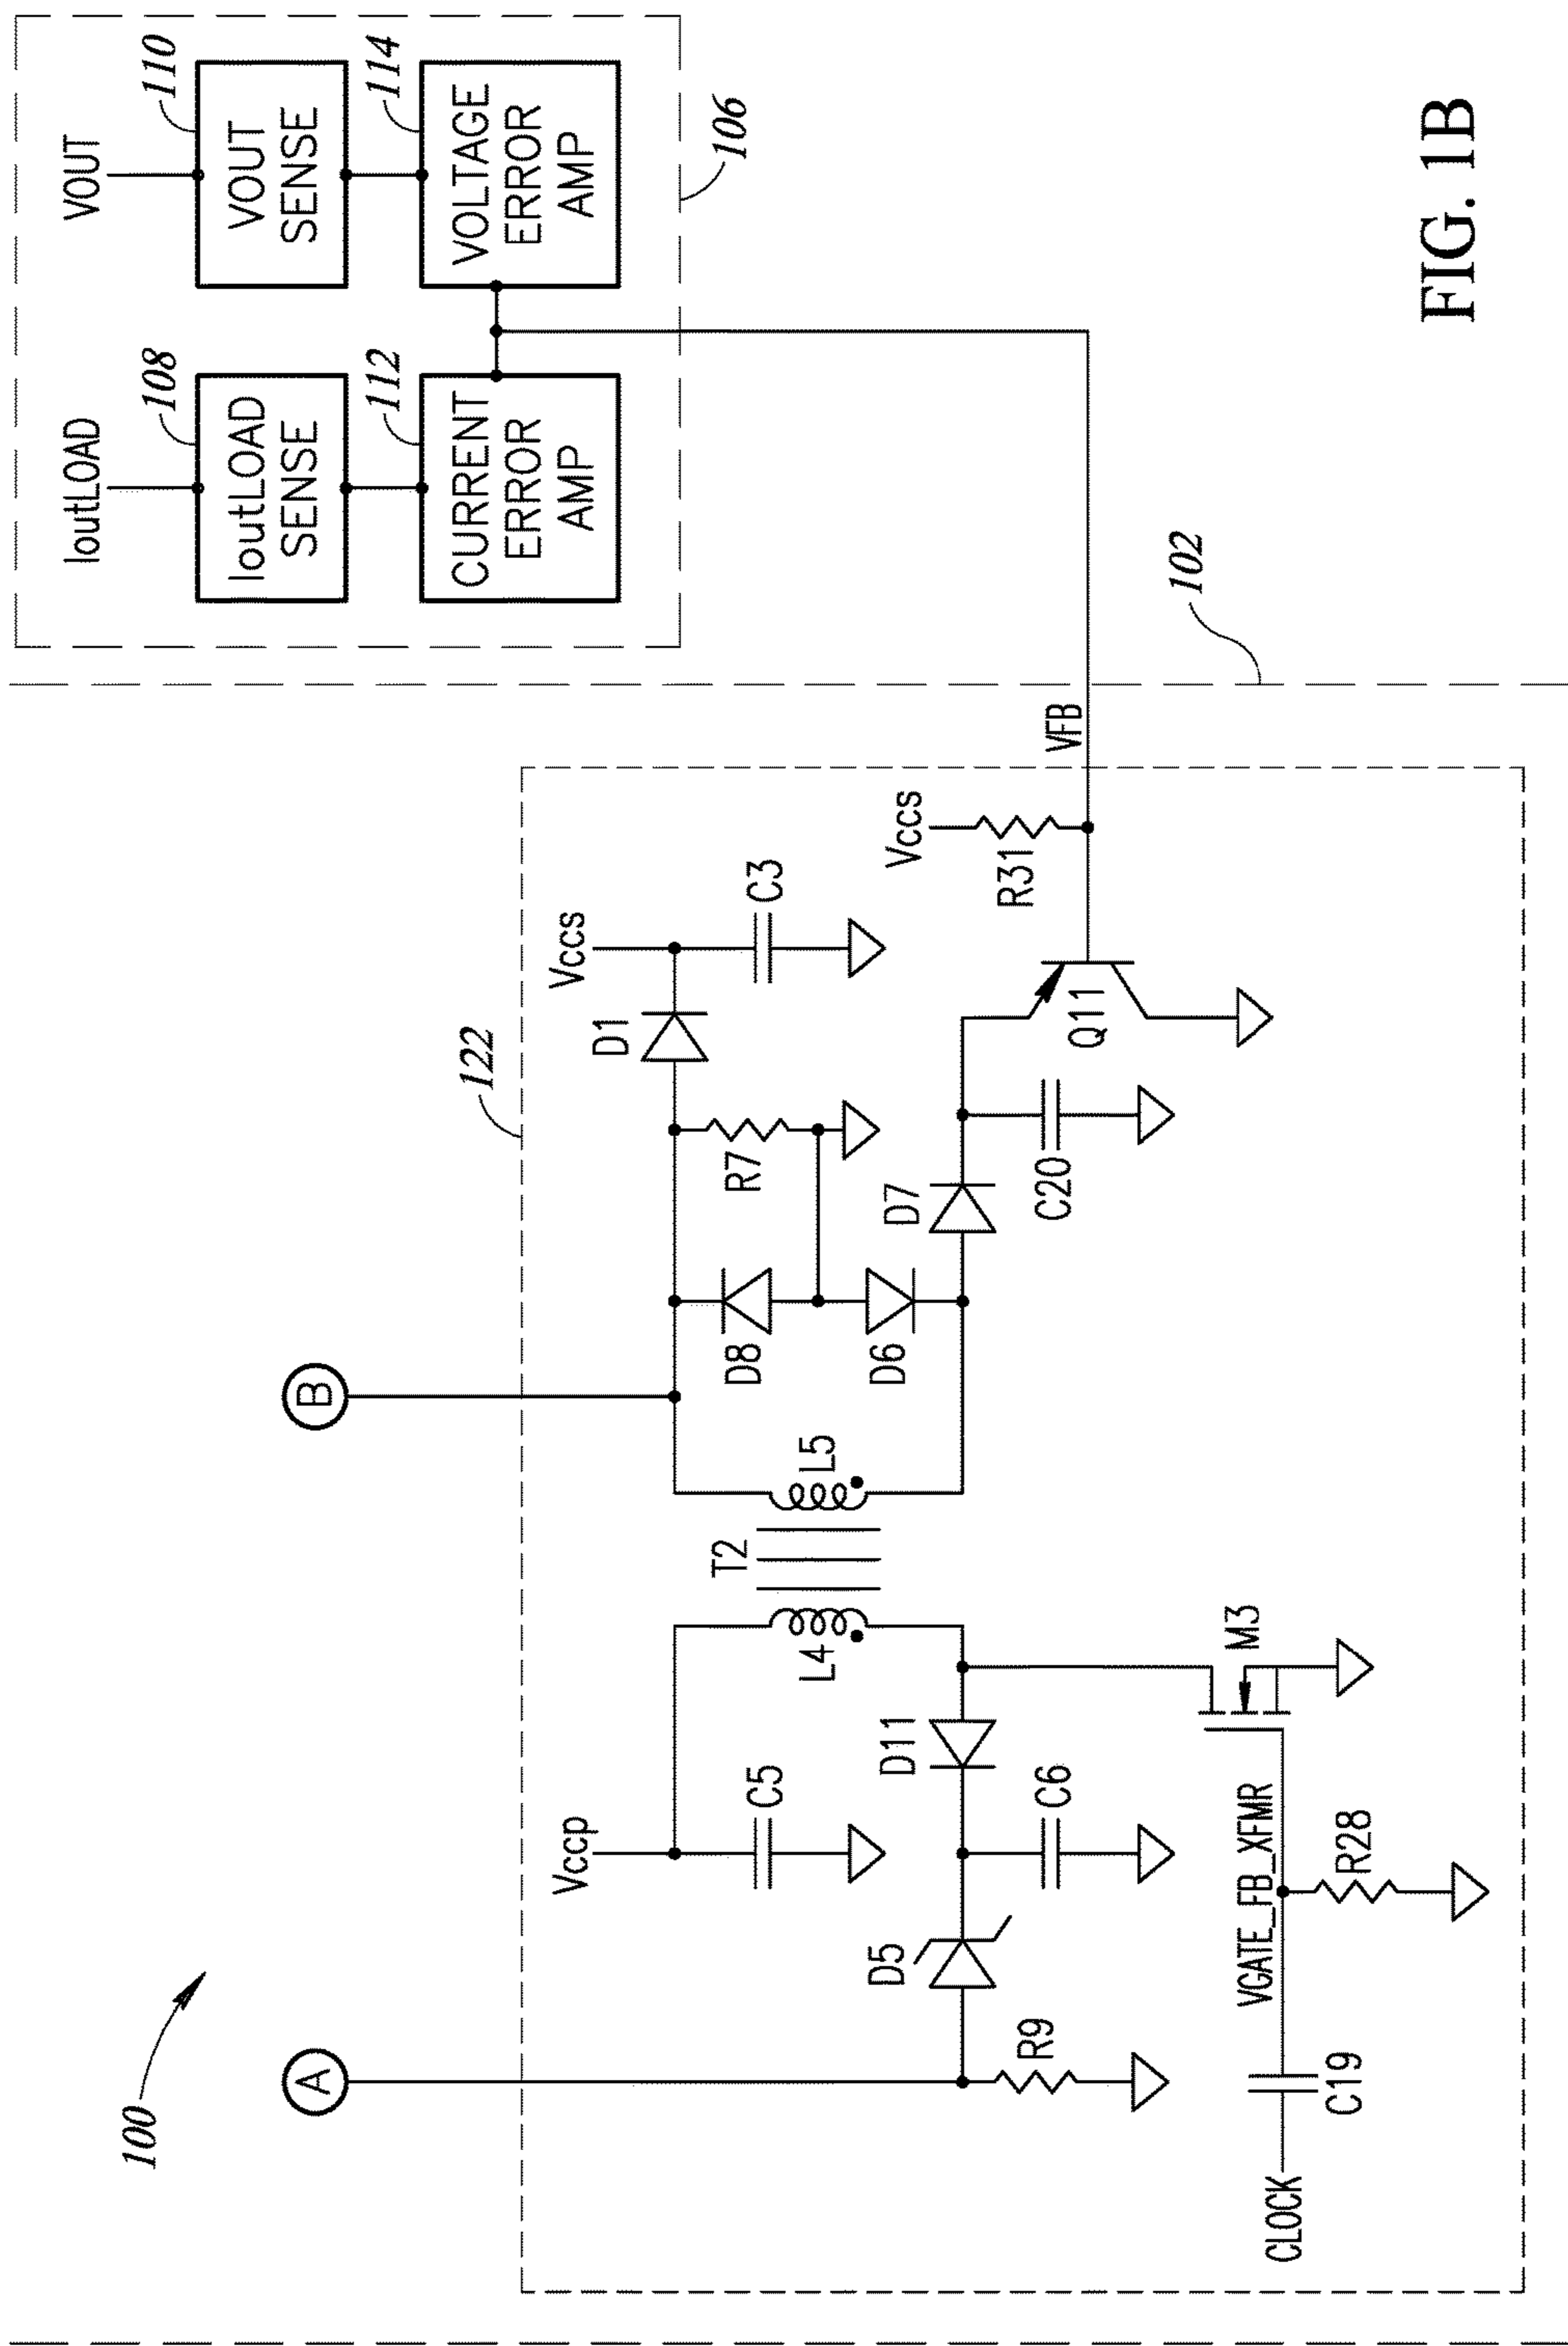 100
A
B
122
IoutLOAD
VOUT
108
110
IoutLOAD
SENSE
VOUT
SENSE
112
114
CURRENT
ERROR
AMP
VOLTAGE
ERROR
AMP
106
Vccp
C5
L4
T2
L5
D8
D6
R7
D1
Vccs
C3
D5
D11
C6
R9
D7
C20
Q11
Vccs
R31
VFB
102
CLOCK
C19
VGATE_FB_XFMR
R28
M3
FIG. 1B